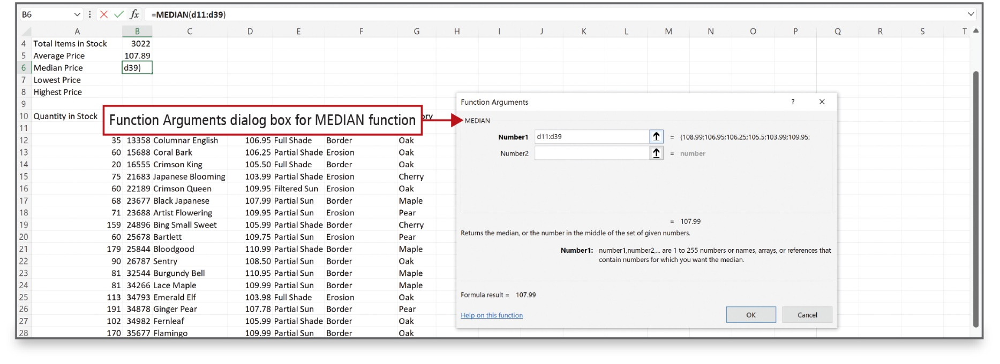 B6 =MEDIAN(d11:d39)
A B C D E F G H I J K L M N O P Q R S T
4 Total Items in Stock 3022
5 Average Price 107.89
6 Median Price d39)
7 Lowest Price
8 Highest Price
9
10 Quantity in Stock ory
11
Function Arguments dialog box for MEDIAN function
12 35 13358 Columnar English 106.95 Full Shade Border Oak
13 60 15688 Coral Bark 106.25 Partial Shade Erosion Oak
14 20 16555 Crimson King 105.50 Full Shade Border Oak
15 75 21683 Japanese Blooming 103.99 Partial Shade Erosion Cherry
16 60 22189 Crimson Queen 109.95 Filtered Sun Erosion Oak
17 68 23677 Black Japanese 107.99 Partial Sun Border Maple
18 71 23688 Artist Flowering 109.95 Partial Sun Erosion Pear
19 159 24896 Bing Small Sweet 105.99 Partial Shade Border Cherry
20 60 25678 Bartlett 109.75 Partial Sun Erosion Pear
21 179 25844 Bloodgood 110.99 Partial Shade Border Maple
22 90 26787 Sentry 108.50 Partial Sun Border Oak
23 81 32544 Burgundy Bell 110.95 Partial Sun Border Maple
24 81 34266 Lace Maple 109.99 Partial Sun Border Maple
25 113 34793 Emerald Elf 103.98 Full Shade Erosion Oak
26 191 34878 Ginger Pear 107.78 Partial Sun Border Pear
27 102 34982 Fernleaf 105.99 Partial Shade Border Oak
28 170 35677 Flamingo 109.99 Partial Sun Border Oak
Function Arguments ? ×
MEDIAN
Number1 d11:d39 = {108.99;106.95;106.25;105.5;103.99;109.95;
Number2 = number
= 107.99
Returns the median, or the number in the middle of the set of given numbers.
Number1: number1,number2,... are 1 to 255 numbers or names, arrays, or references that
contain numbers for which you want the median.
Formula result = 107.99
Help on this function OK Cancel